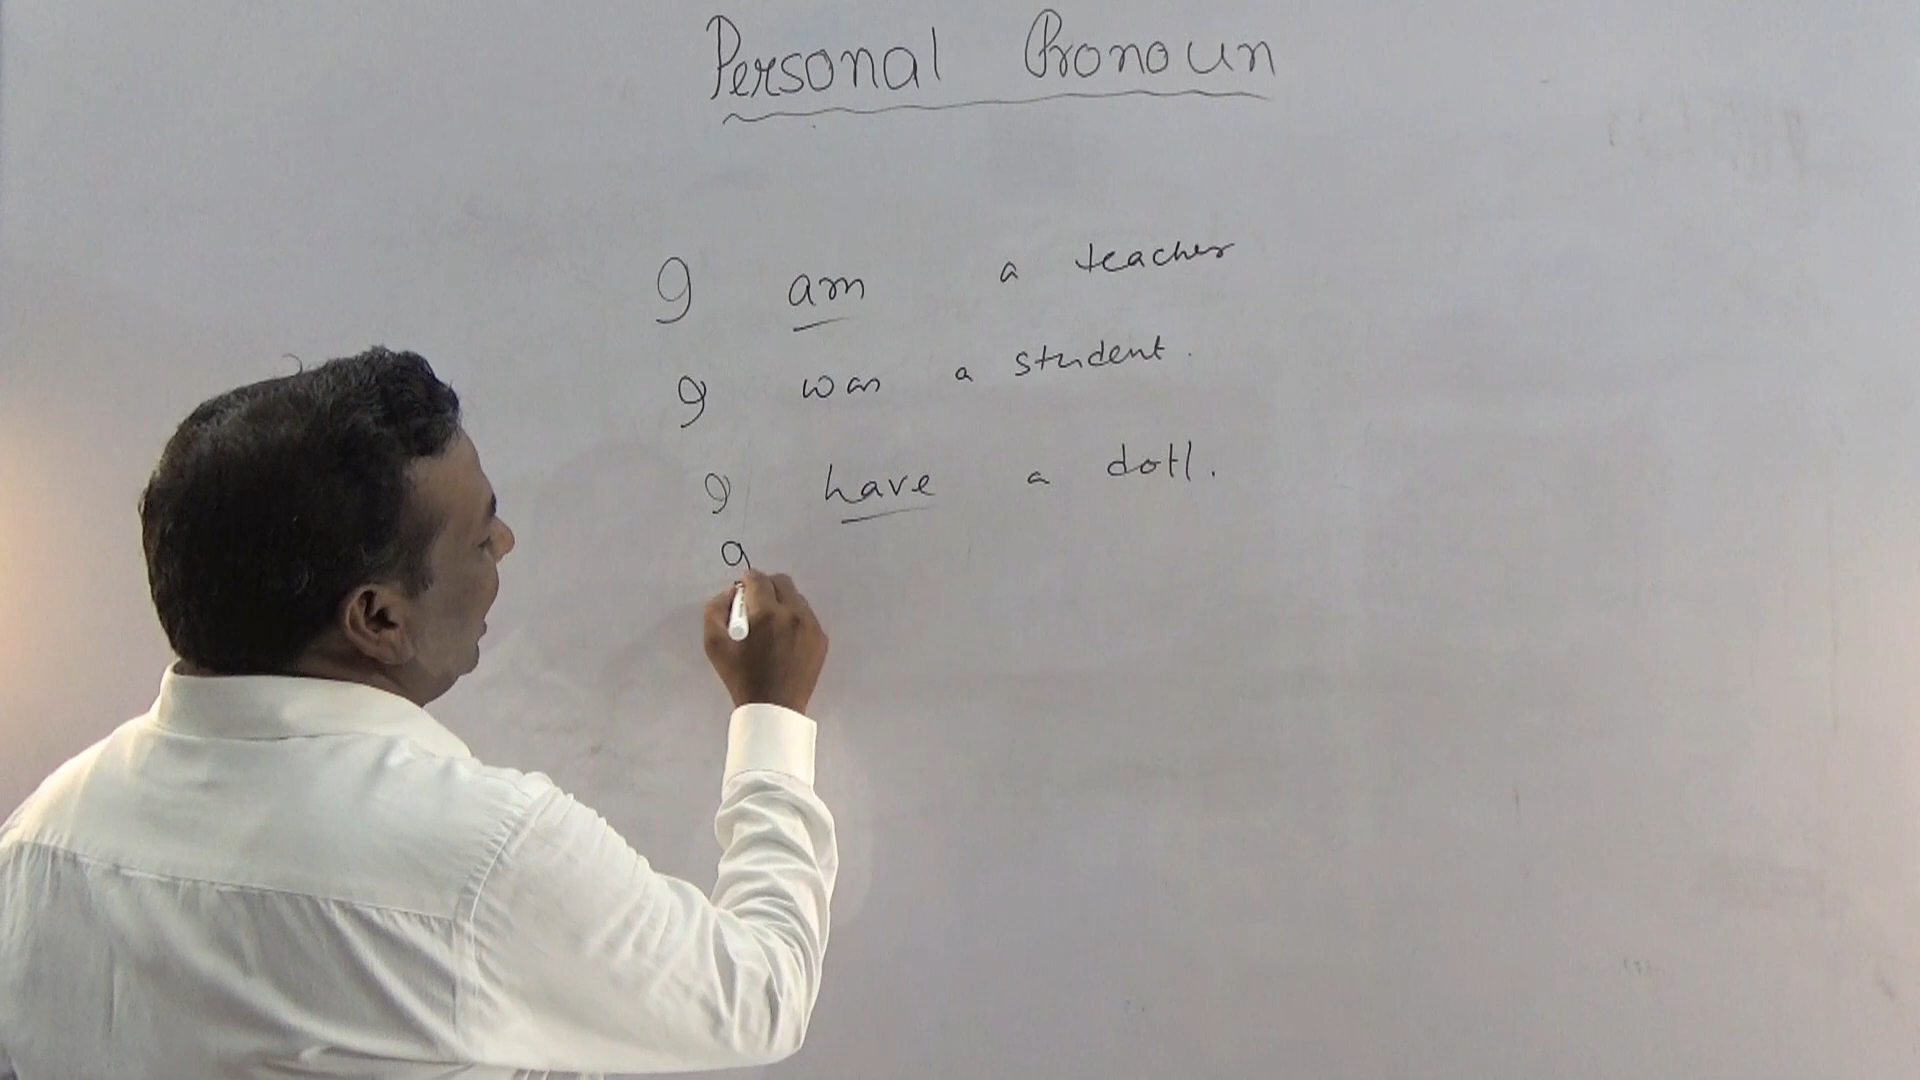 Personal Pronoun
I am a teacher
I was a student.
I have a doll.
I